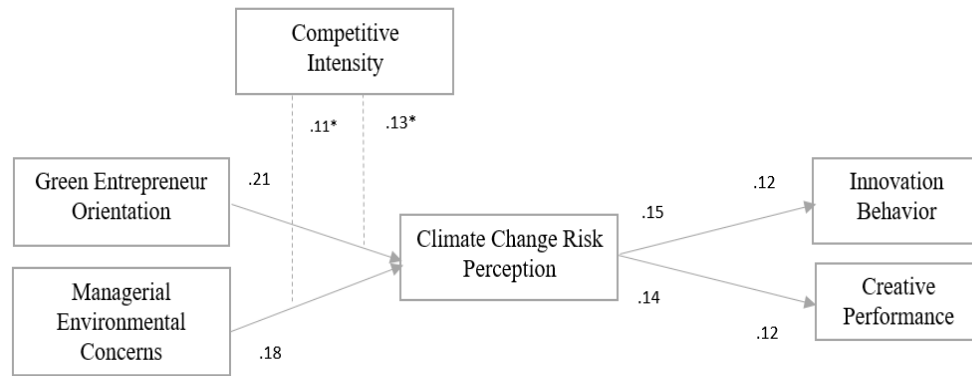 Competitive
Intensity
.11*
.13*
Green Entrepreneur
Orientation
.21
Climate Change Risk
Perception
.15
.12
Innovation
Behavior
Managerial
Environmental
Concerns
.18
.14
.12
Creative
Performance